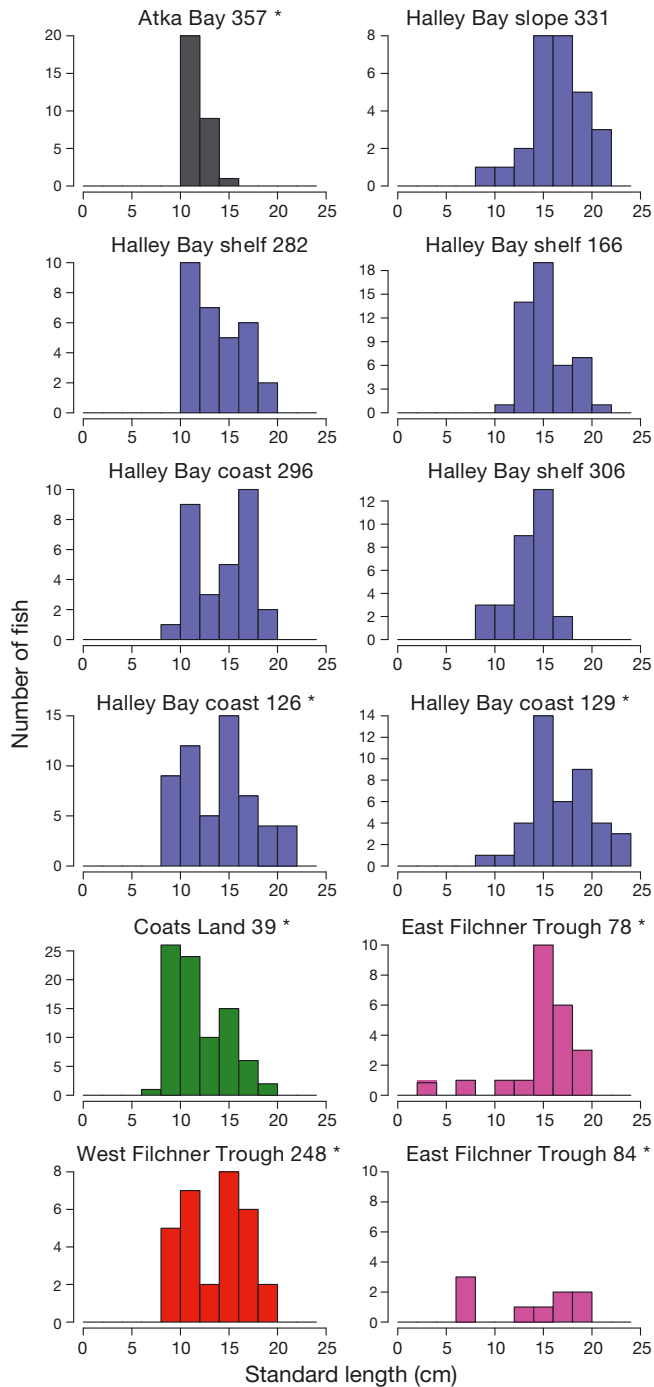 Atka Bay 357 *
20
15
10
5
0
0 5 10 15 20 25
Halley Bay slope 331
8
6
4
2
0
0 5 10 15 20 25
Halley Bay shelf 282
10
8
6
4
2
0
0 5 10 15 20 25
Halley Bay shelf 166
18
15
12
9
6
3
0
0 5 10 15 20 25
Halley Bay coast 296
10
8
6
4
2
0
0 5 10 15 20 25
Halley Bay shelf 306
12
10
8
6
4
2
0
0 5 10 15 20 25
Number of fish
Halley Bay coast 126 *
15
10
5
0
0 5 10 15 20 25
Halley Bay coast 129 *
14
12
10
8
6
4
2
0
0 5 10 15 20 25
Coats Land 39 *
25
20
15
10
5
0
0 5 10 15 20 25
East Filchner Trough 78 *
10
8
6
4
2
0
0 5 10 15 20 25
West Filchner Trough 248 *
8
6
4
2
0
0 5 10 15 20 25
East Filchner Trough 84 *
10
8
6
4
2
0
0 5 10 15 20 25
Standard length (cm)